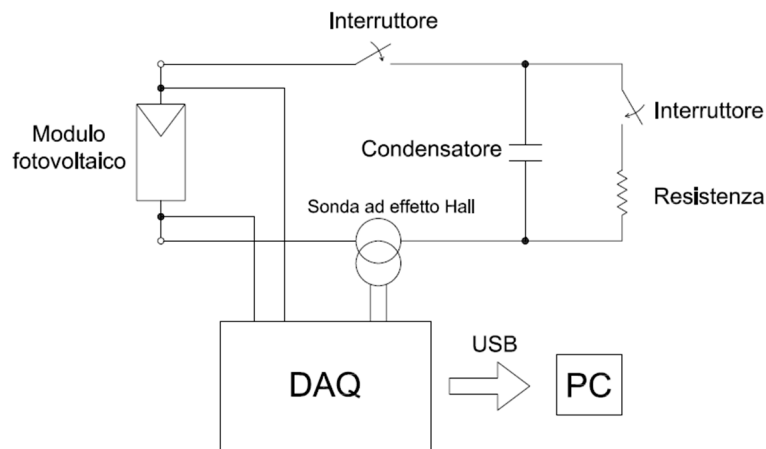 Interruttore
Modulo
fotovoltaico
Condensatore
Interruttore
Resistenza
Sonda ad effetto Hall
DAQ
USB
PC